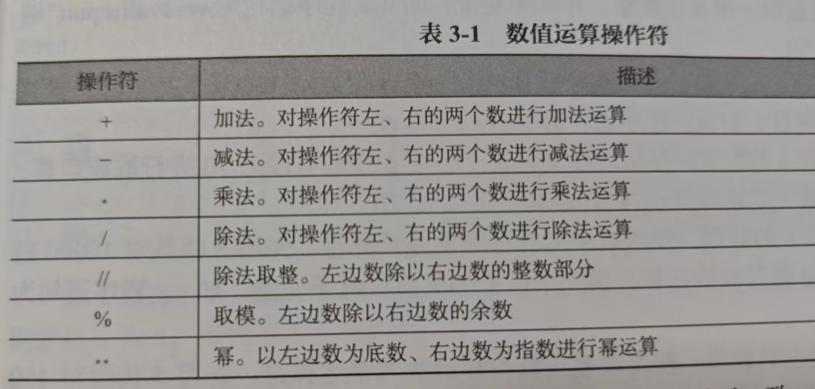 表 3-1 数值运算操作符
操作符 描述
+ 加法。对操作符左、右的两个数进行加法运算
− 减法。对操作符左、右的两个数进行减法运算
* 乘法。对操作符左、右的两个数进行乘法运算
/ 除法。对操作符左、右的两个数进行除法运算
// 除法取整。左边数除以右边数的整数部分
% 取模。左边数除以右边数的余数
** 幂。以左边数为底数、右边数为指数进行幂运算